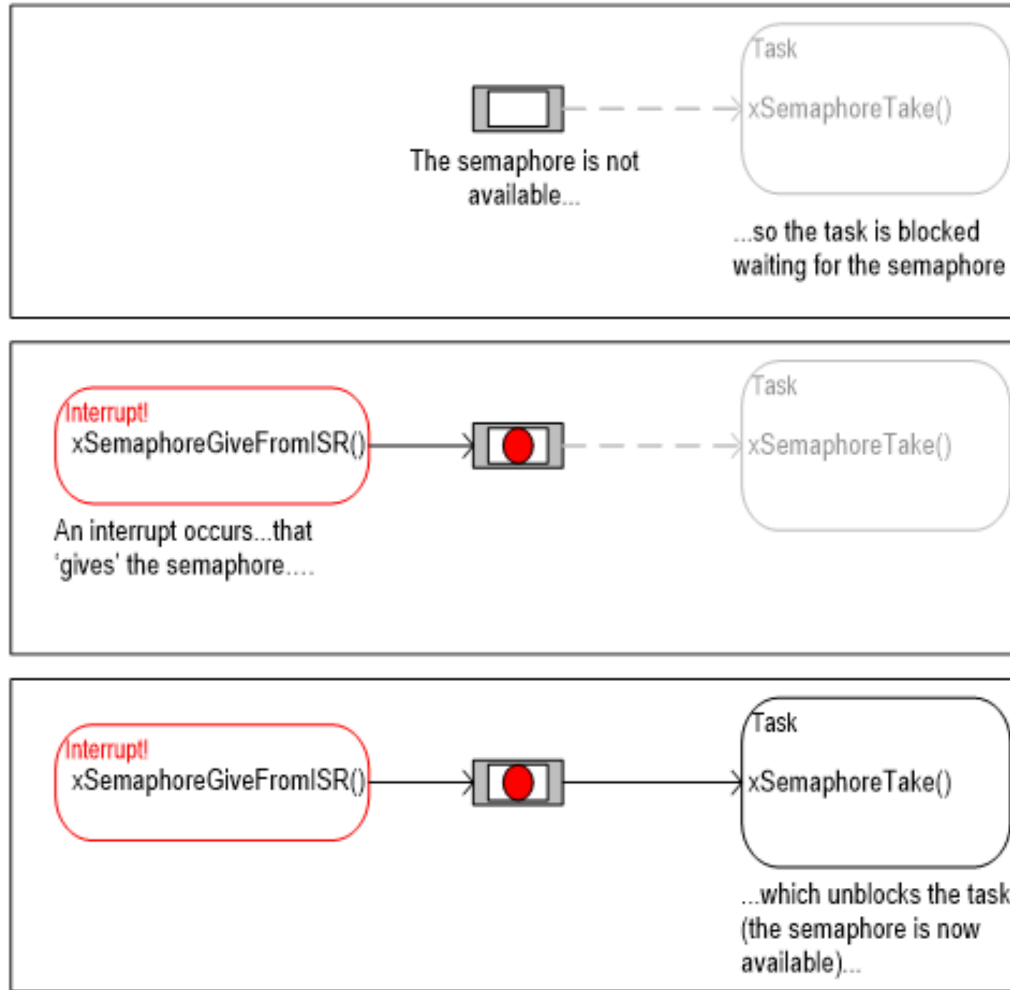 Task
xSemaphoreTake()
The semaphore is not
available...
...so the task is blocked
waiting for the semaphore
Interrupt!
xSemaphoreGiveFromISR()
Task
xSemaphoreTake()
An interrupt occurs...that
‘gives’ the semaphore....
Interrupt!
xSemaphoreGiveFromISR()
Task
xSemaphoreTake()
...which unblocks the task
(the semaphore is now
available)...